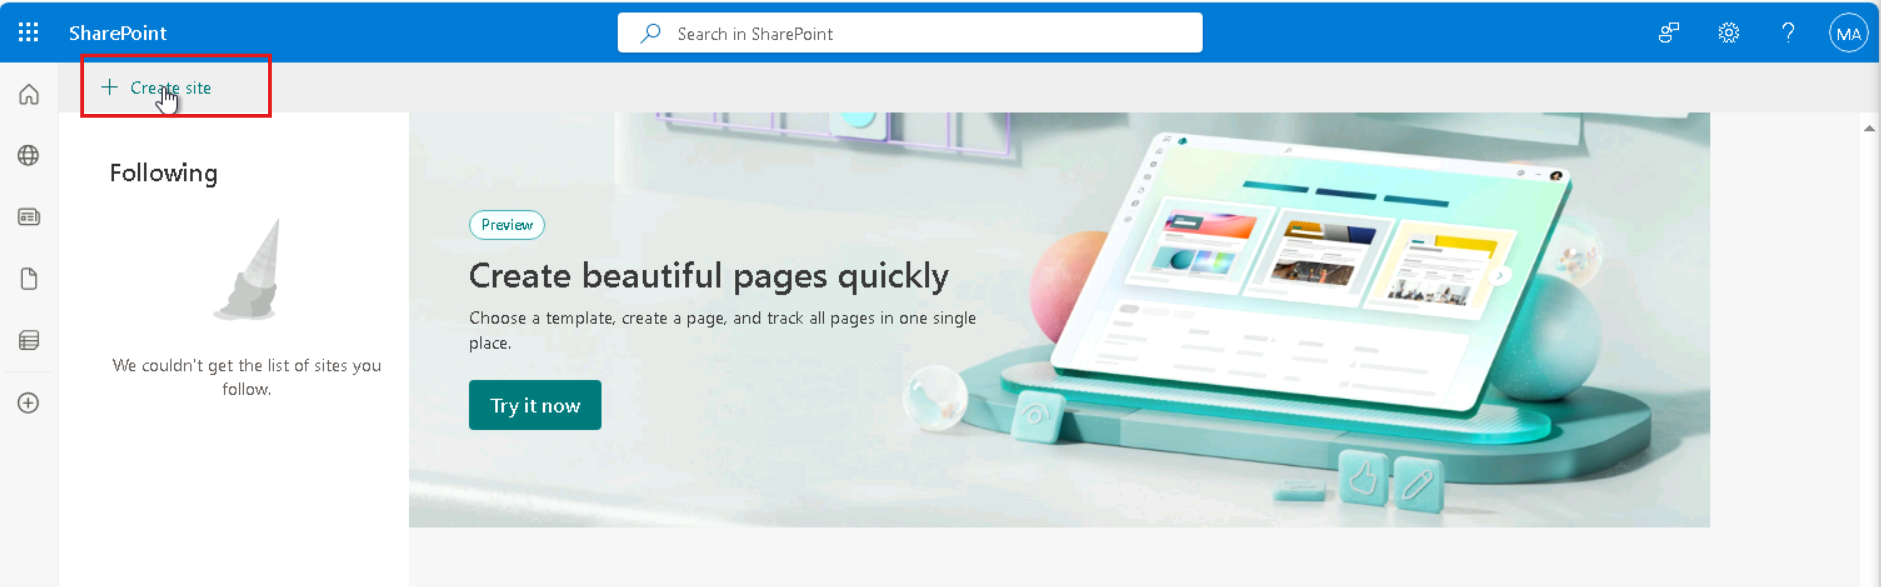 SharePoint
Search in SharePoint
MA
+ Create site
Following
We couldn't get the list of sites you
follow.
Preview
Create beautiful pages quickly
Choose a template, create a page, and track all pages in one single
place.
Try it now